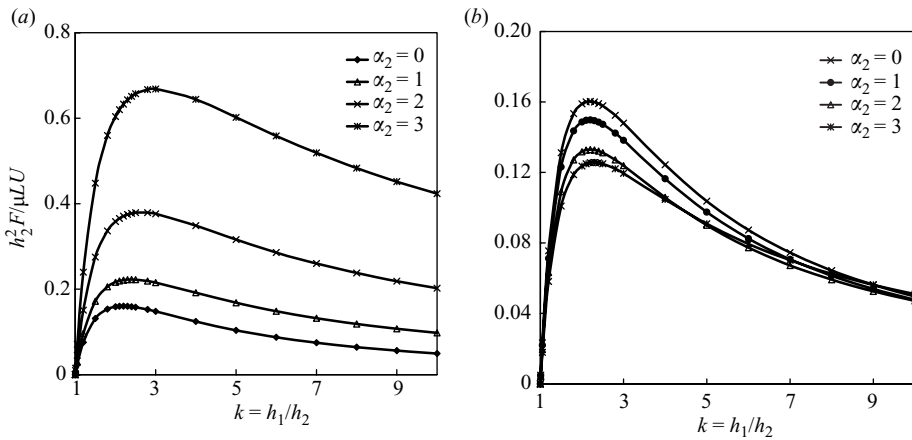 (a)
0.8
0.6
0.4
0.2
0
h₂²F/μLU
α₂ = 0
α₂ = 1
α₂ = 2
α₂ = 3
1 3 5 7 9
k = h₁/h₂
(b)
0.20
0.16
0.12
0.08
0.04
0
α₂ = 0
α₂ = 1
α₂ = 2
α₂ = 3
1 3 5 7 9
k = h₁/h₂